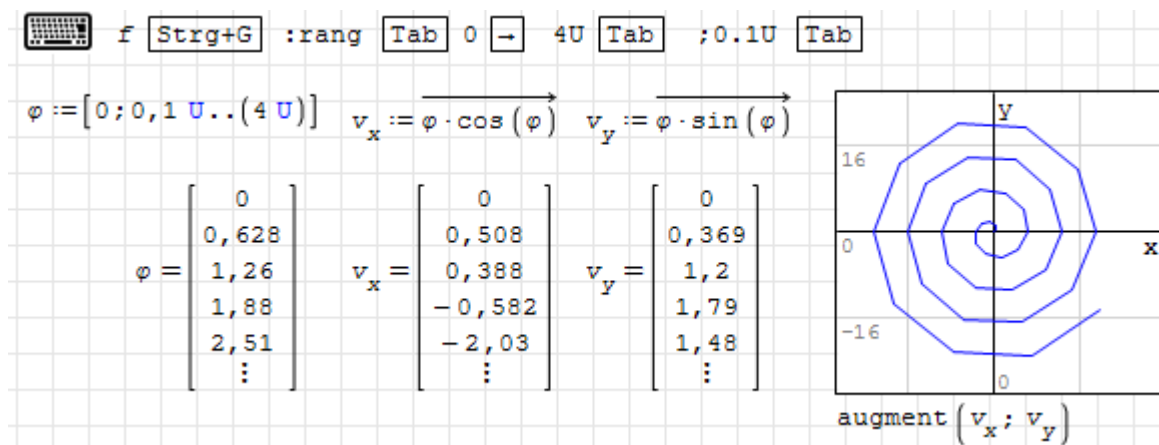 f Strg+G :rang Tab 0 → 4U Tab ;0.1U Tab
φ:=[0;0,1 U..(4 U)] v_x:=φ·cos(φ) v_y:=φ·sin(φ)
φ= 0 0,628 1,26 1,88 2,51 ⋮
v_x= 0 0,508 0,388 −0,582 −2,03 ⋮
v_y= 0 0,369 1,2 1,79 1,48 ⋮
y
16
0 x
−16
0
augment(v_x; v_y)